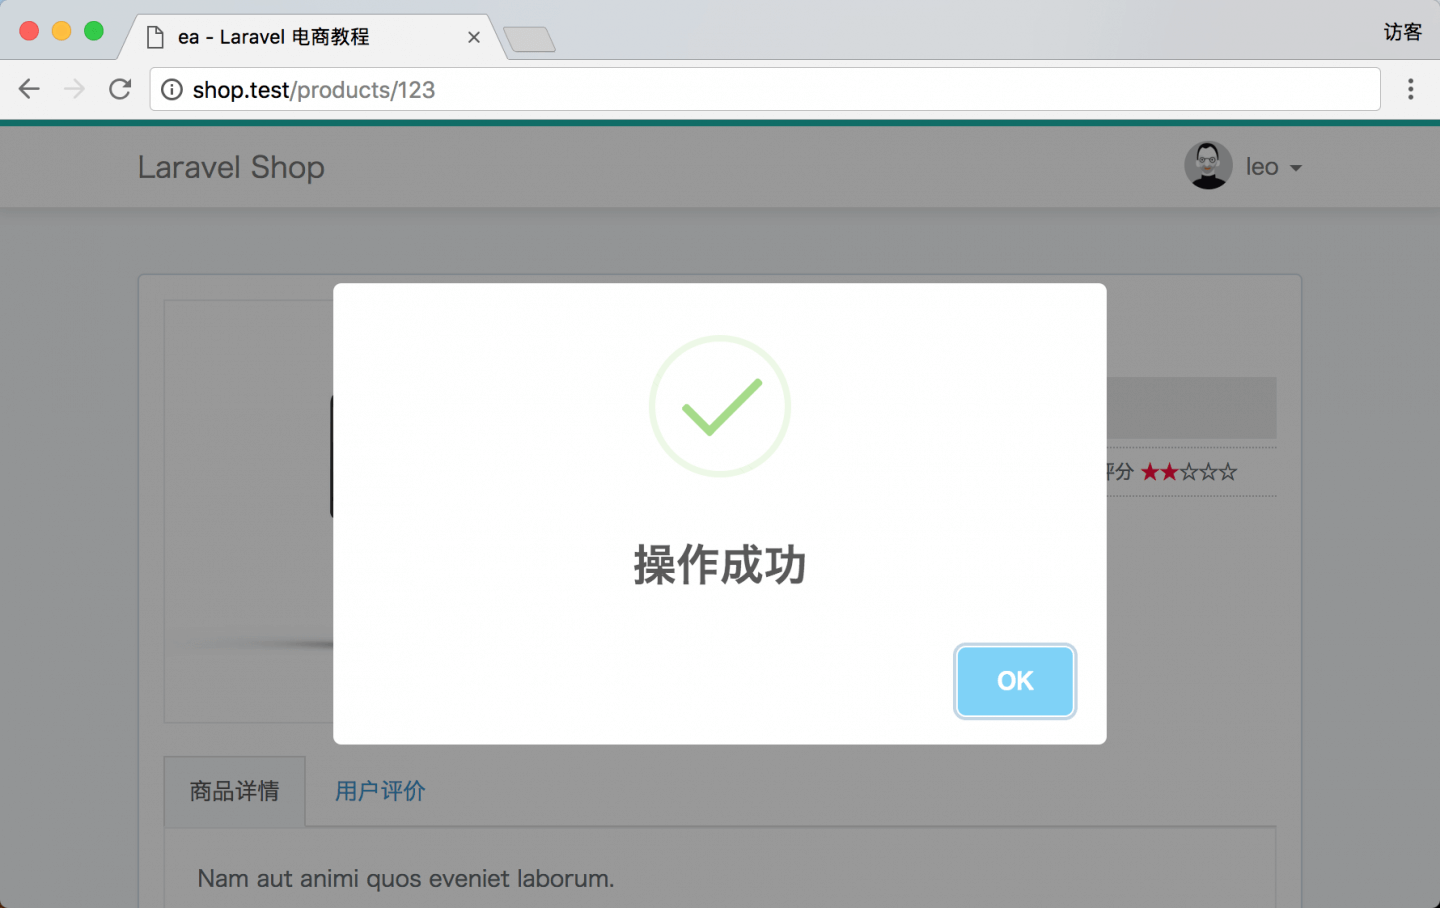 ea - Laravel 电商教程
访客
shop.test/products/123
Laravel Shop
leo
评分 ★★☆☆☆
操作成功
OK
商品详情
用户评价
Nam aut animi quos eveniet laborum.